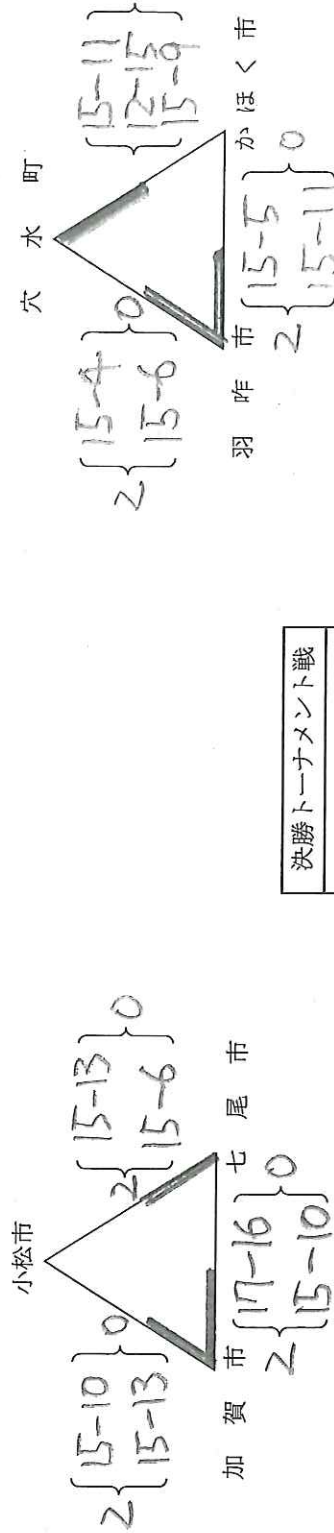 小松市
2 { 15-10 } 0
15-13
2 { 15-13 } 0
15-6
加賀市
七尾市
2 { 17-16 } 0
15-10
決勝トーナメント戦
穴水町
2 { 15-4 } 0
15-6
{ 15-11 }
12-15
15-9
羽咋市
かほく市
2 { 15-5 } 0
15-11